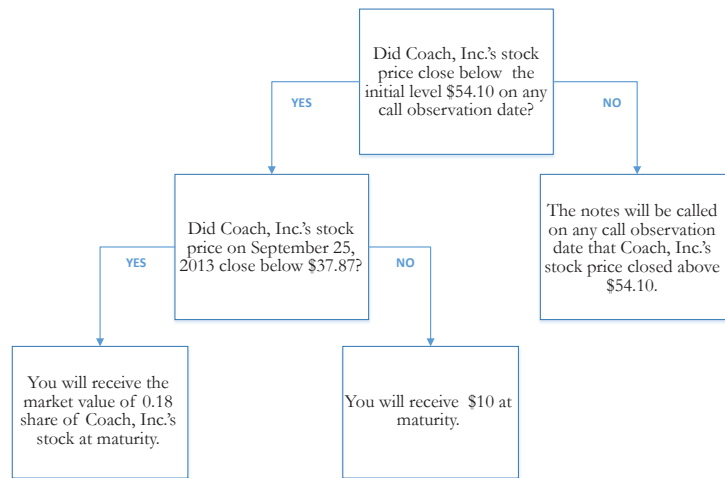 Did Coach, Inc.'s stock
price close below the
initial level $54.10 on any
call observation date?
YES
NO
Did Coach, Inc.'s stock
price on September 25,
2013 close below $37.87?
The notes will be called
on any call observation
date that Coach, Inc.'s
stock price closed above
$54.10.
YES
NO
You will receive the
market value of 0.18
share of Coach, Inc.'s
stock at maturity.
You will receive $10 at
maturity.